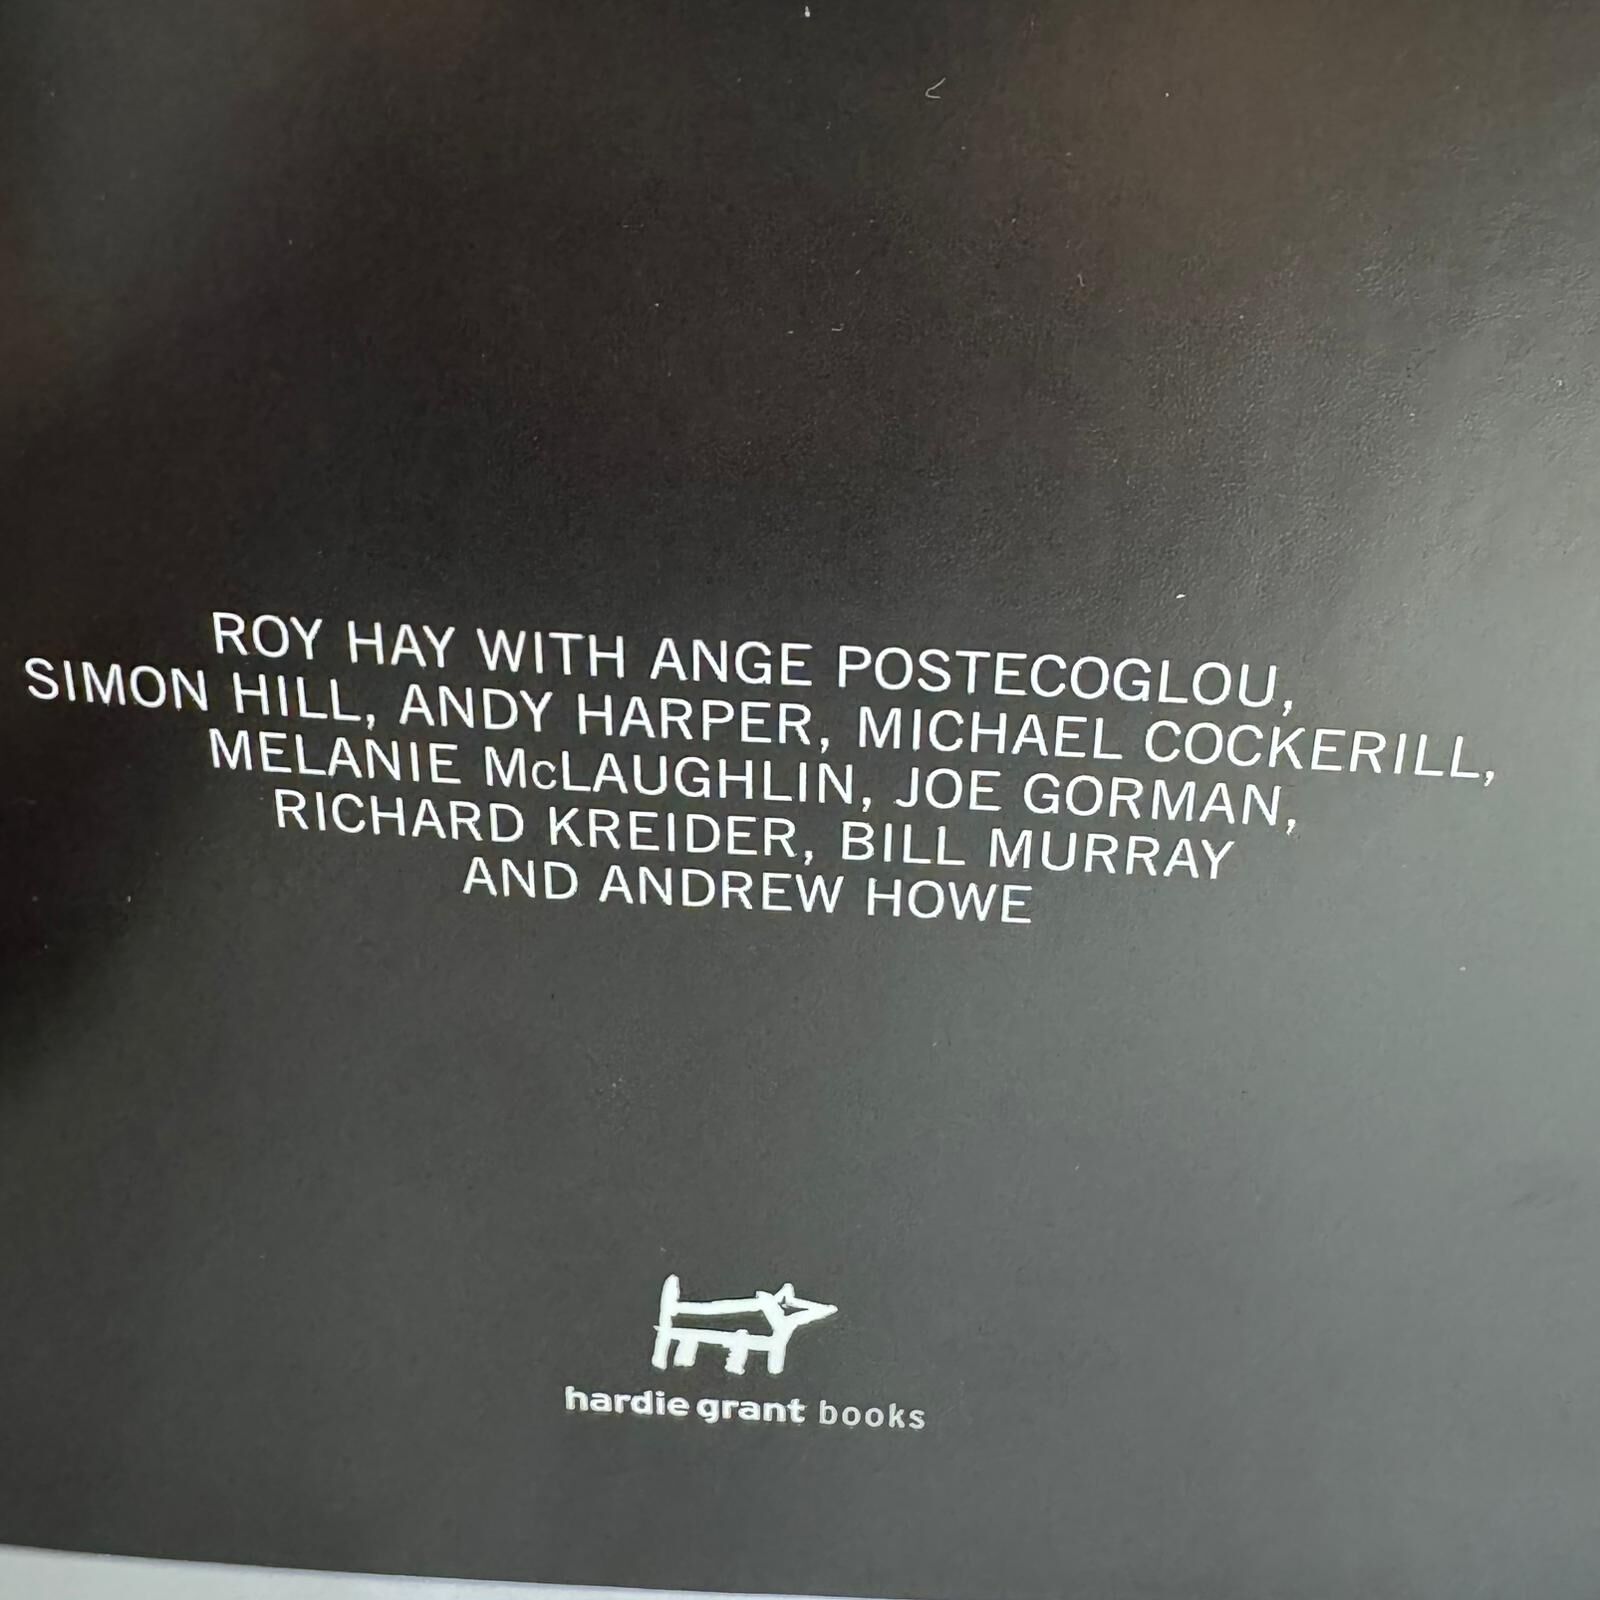 ROY HAY WITH ANGE POSTECOGLOU,
SIMON HILL, ANDY HARPER, MICHAEL COCKERILL,
MELANIE McLAUGHLIN, JOE GORMAN,
RICHARD KREIDER, BILL MURRAY
AND ANDREW HOWE
hardie grant books